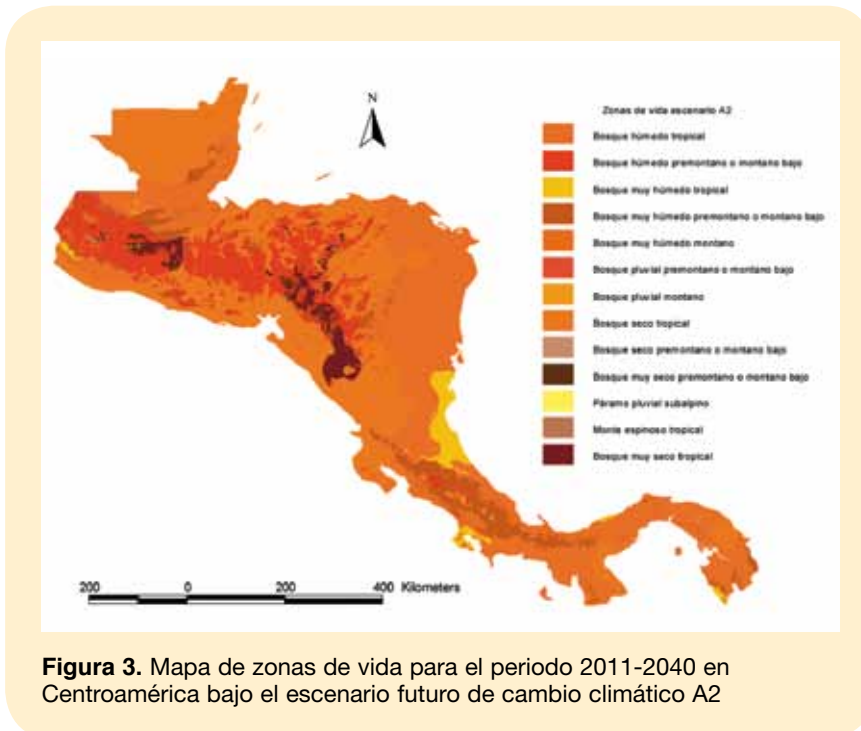 N
Zonas de vida escenario A2
Bosque húmedo tropical
Bosque húmedo premontano o montano bajo
Bosque muy húmedo tropical
Bosque muy húmedo premontano o montano bajo
Bosque muy húmedo montano
Bosque pluvial premontano o montano bajo
Bosque pluvial montano
Bosque seco tropical
Bosque seco premontano o montano bajo
Bosque muy seco premontano o montano bajo
Páramo pluvial subalpino
Monte espinoso tropical
Bosque muy seco tropical
200 0 200 400 Kilometers
Figura 3. Mapa de zonas de vida para el periodo 2011-2040 en
Centroamérica bajo el escenario futuro de cambio climático A2